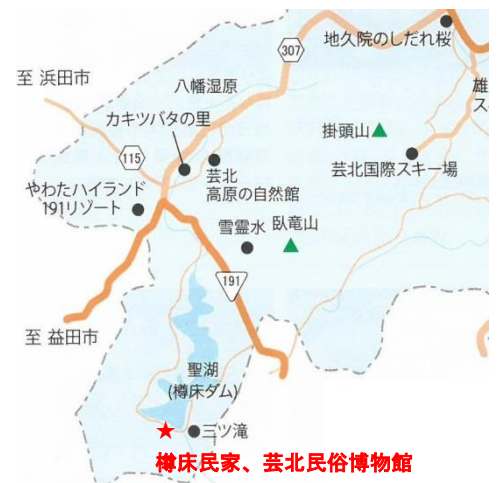 地久院のしだれ桜
307
至 浜田市
雄
ス
八幡湿原
カキツバタの里
掛頭山
115
芸北
高原の自然館
芸北国際スキー場
やわたハイランド
191リゾート
雪霊水
臥竜山
191
至 益田市
聖湖
(樽床ダム)
三ツ滝
樽床民家、芸北民俗博物館